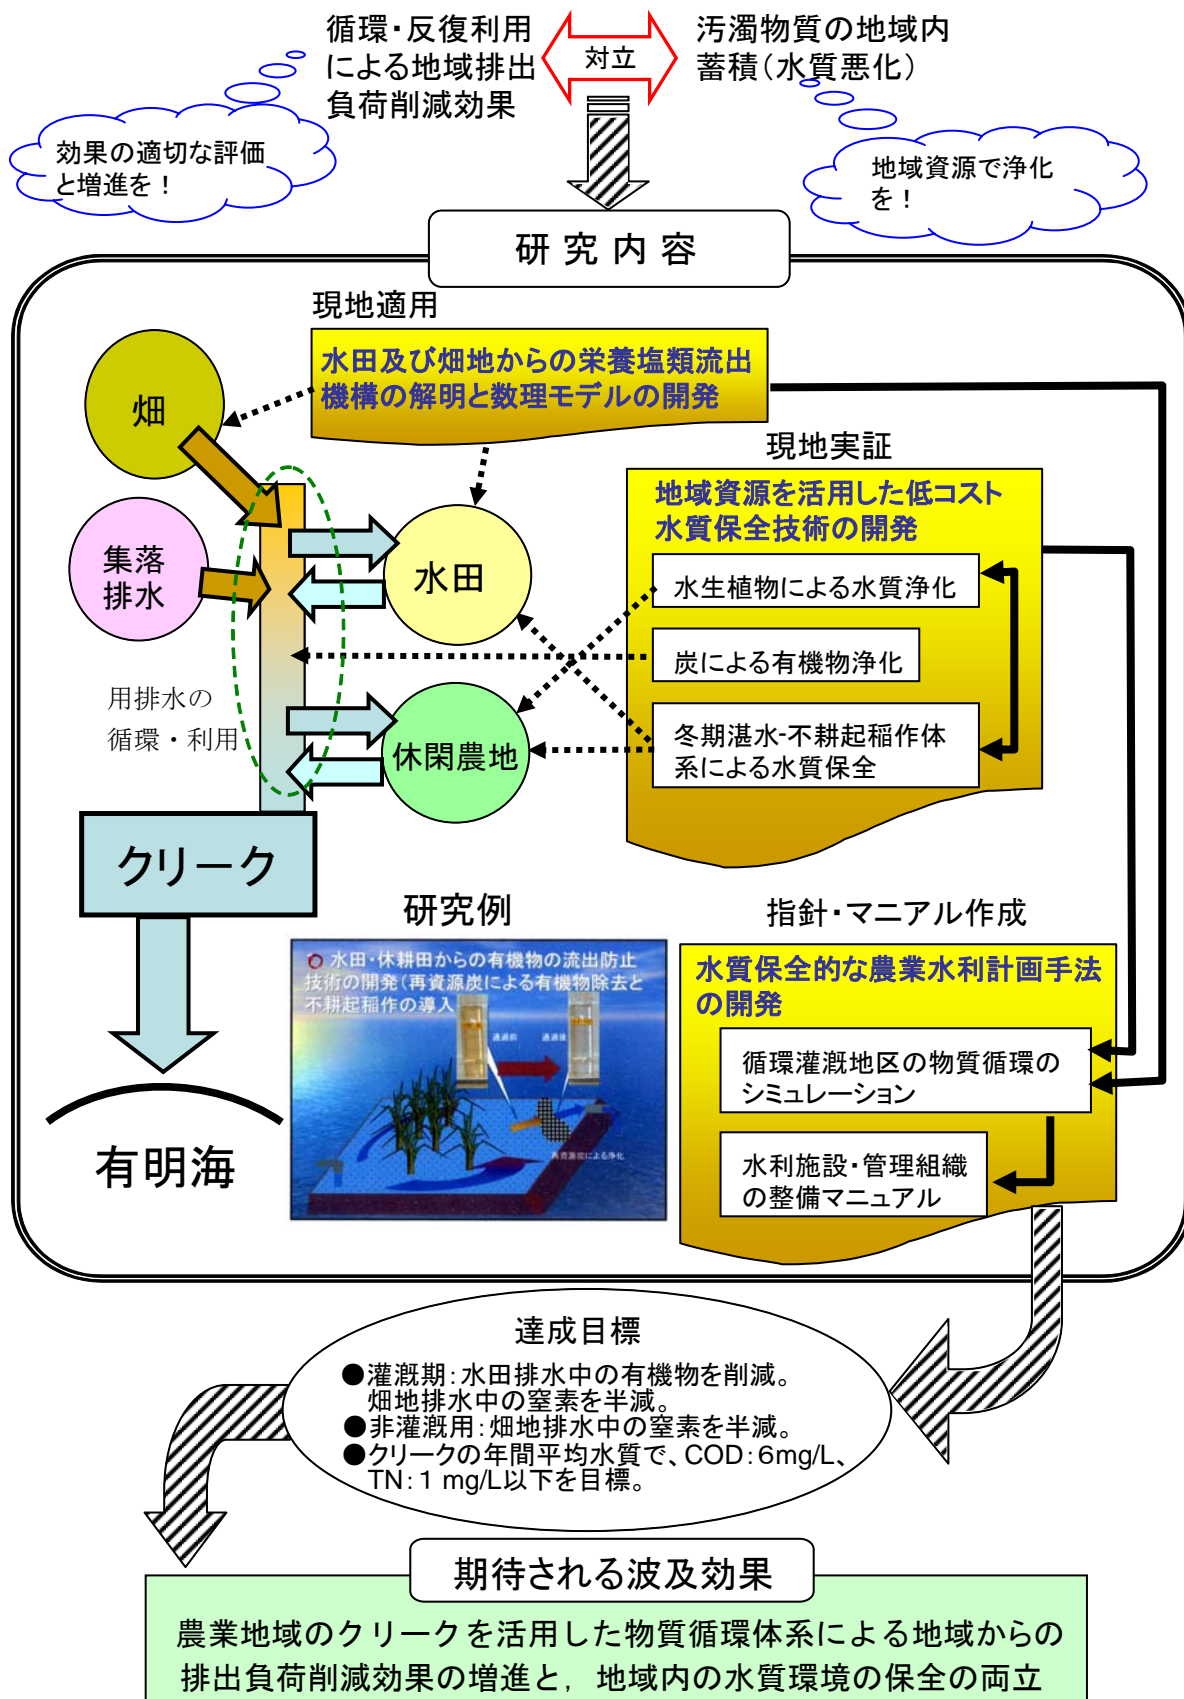 循環・反復利用
による地域排出
負荷削減効果
対立
汚濁物質の地域内
蓄積（水質悪化）
効果の適切な評価
と増進を！
地域資源で浄化
を！
研究内容
現地適用
水田及び畑地からの栄養塩類流出
機構の解明と数理モデルの開発
畑
集落
排水
水田
用排水の
循環・利用
休閑農地
現地実証
地域資源を活用した低コスト
水質保全技術の開発
水生植物による水質浄化
炭による有機物浄化
冬期湛水-不耕起稲作体
系による水質保全
クリーク
有明海
研究例
水田・休耕田からの有機物の流出防止
技術の開発（再資源炭による有機物除去と
不耕起稲作の導入
通過前
通過後
再資源炭による浄化
指針・マニアル作成
水質保全的な農業水利計画手法
の開発
循環灌漑地区の物質循環の
シミュレーション
水利施設・管理組織
の整備マニュアル
達成目標
●灌漑期：水田排水中の有機物を削減。
畑地排水中の窒素を半減。
●非灌漑用：畑地排水中の窒素を半減。
●クリークの年間平均水質で、COD：6mg/L、
TN：1 mg/L以下を目標。
期待される波及効果
農業地域のクリークを活用した物質循環体系による地域からの
排出負荷削減効果の増進と，地域内の水質環境の保全の両立